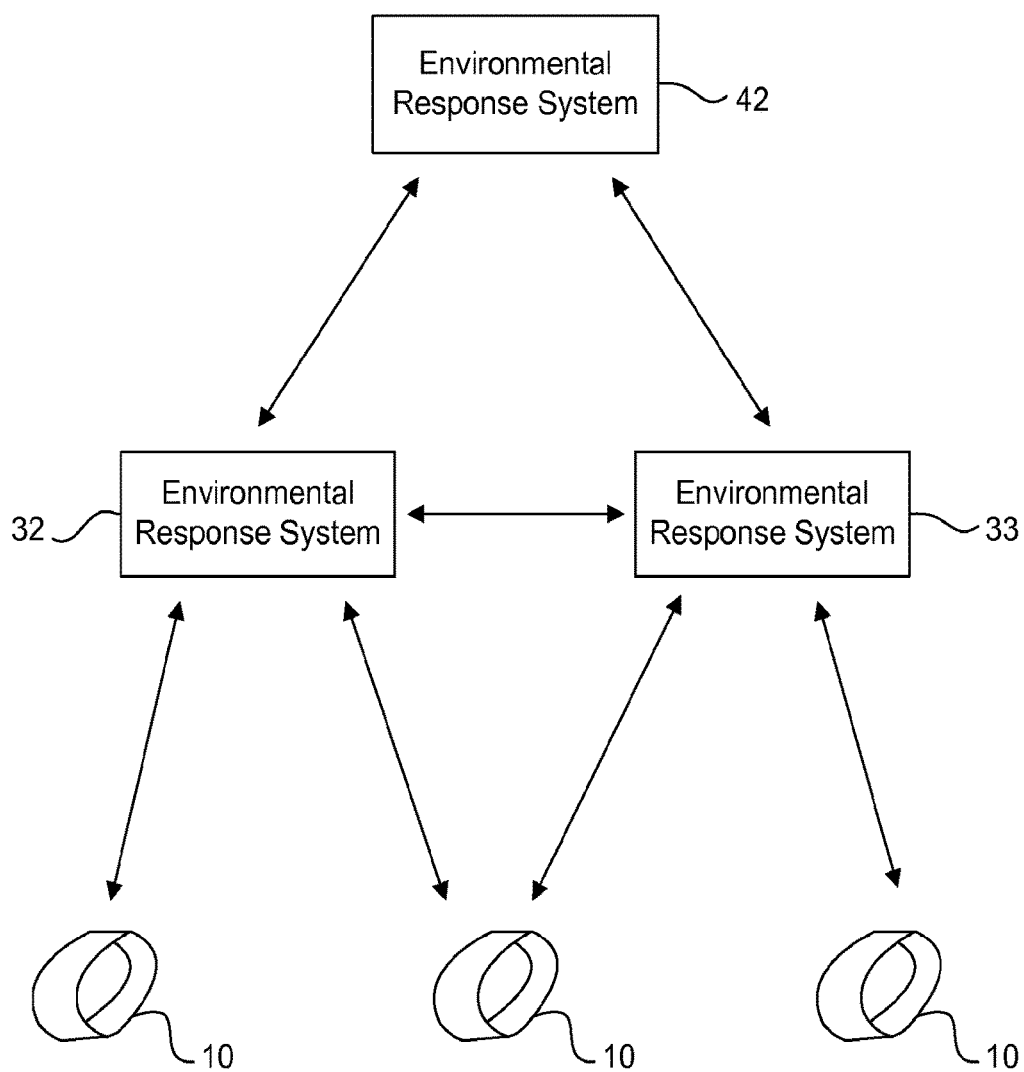 Environmental
Response System
42
Environmental
Response System
32
Environmental
Response System
33
10
10
10